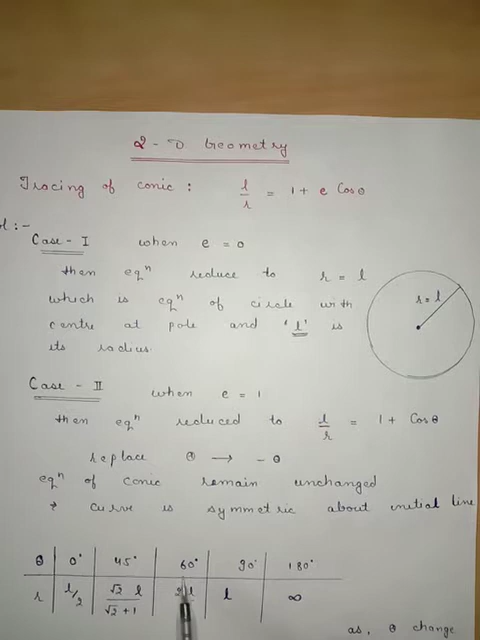 2-D Geometry
Tracing of conic : l/r = 1 + e Cosθ
Case - I when e = 0
then eqⁿ reduce to r = l
which is eqⁿ of circle with
centre at pole and 'l' is
its radius.
r = l
Case - II when e = 1
then eqⁿ reduced to l/r = 1 + Cosθ
replace θ → - θ
eqⁿ of conic remain unchanged
⇒ curve is symmetric about initial line
θ 0° 45° 60° 90° 180°
r l/2 √2 l/√2+1 l ∞
as, θ change